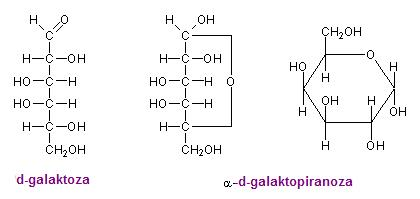 H
O
C
H–C–OH
HO–C–H
HO–C–H
H–C–OH
CH₂OH
d-galaktoza
H
OH
C
H–C–OH
HO–C–H
O
HO–C–H
H–C
CH₂OH
CH₂OH
O
HO
H
H
OH
H
OH
H
OH
α-d-galaktopiranoza